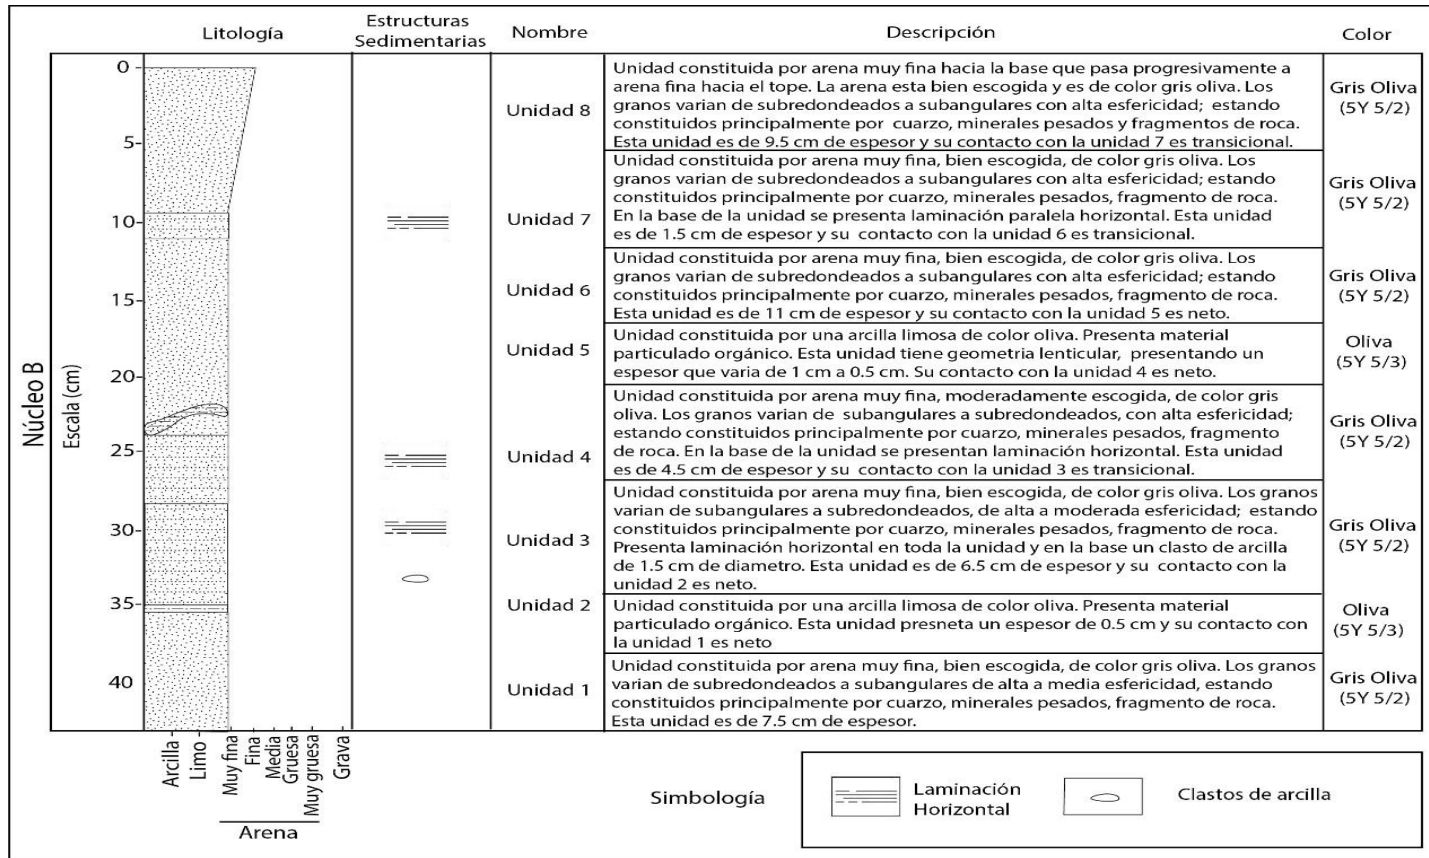 Litología
Estructuras
Sedimentarias
Nombre
Descripción
Color
Núcleo B
Escala (cm)
0
5
10
15
20
25
30
35
40
Unidad 8
Unidad constituida por arena muy fina hacia la base que pasa progresivamente a
arena fina hacia el tope. La arena esta bien escogida y es de color gris oliva. Los
granos varian de subredondeados a subangulares con alta esfericidad; estando
constituidos principalmente por cuarzo, minerales pesados y fragmentos de roca.
Esta unidad es de 9.5 cm de espesor y su contacto con la unidad 7 es transicional.
Gris Oliva
(5Y 5/2)
Unidad 7
Unidad constituida por arena muy fina, bien escogida, de color gris oliva. Los
granos varian de subredondeados a subangulares con alta esfericidad; estando
constituidos principalmente por cuarzo, minerales pesados, fragmento de roca.
En la base de la unidad se presenta laminación paralela horizontal. Esta unidad
es de 1.5 cm de espesor y su contacto con la unidad 6 es transicional.
Gris Oliva
(5Y 5/2)
Unidad 6
Unidad constituida por arena muy fina, bien escogida, de color gris oliva. Los
granos varian de subredondeados a subangulares con alta esfericidad; estando
constituidos principalmente por cuarzo, minerales pesados, fragmento de roca.
Esta unidad es de 11 cm de espesor y su contacto con la unidad 5 es neto.
Gris Oliva
(5Y 5/2)
Unidad 5
Unidad constituida por una arcilla limosa de color oliva. Presenta material
particulado orgánico. Esta unidad tiene geometria lenticular, presentando un
espesor que varia de 1 cm a 0.5 cm. Su contacto con la unidad 4 es neto.
Oliva
(5Y 5/3)
Unidad 4
Unidad constituida por arena muy fina, moderadamente escogida, de color gris
oliva. Los granos varian de subangulares a subredondeados, con alta esfericidad;
estando constituidos principalmente por cuarzo, minerales pesados, fragmento
de roca. En la base de la unidad se presentan laminación horizontal. Esta unidad
es de 4.5 cm de espesor y su contacto con la unidad 3 es transicional.
Gris Oliva
(5Y 5/2)
Unidad 3
Unidad constituida por arena muy fina, bien escogida, de color gris oliva. Los granos
varian de subangulares a subredondeados, de alta a moderada esfericidad; estando
constituidos principalmente por cuarzo, minerales pesados, fragmento de roca.
Presenta laminación horizontal en toda la unidad y en la base un clasto de arcilla
de 1.5 cm de diametro. Esta unidad es de 6.5 cm de espesor y su contacto con la
unidad 2 es neto.
Gris Oliva
(5Y 5/2)
Unidad 2
Unidad constituida por una arcilla limosa de color oliva. Presenta material
particulado orgánico. Esta unidad presneta un espesor de 0.5 cm y su contacto con
la unidad 1 es neto
Oliva
(5Y 5/3)
Unidad 1
Unidad constituida por arena muy fina, bien escogida, de color gris oliva. Los granos
varian de subredondeados a subangulares de alta a media esfericidad, estando
constituidos principalmente por cuarzo, minerales pesados, fragmento de roca.
Esta unidad es de 7.5 cm de espesor.
Gris Oliva
(5Y 5/2)
Arcilla
Limo
Muy fina
Fina
Media
Gruesa
Muy gruesa
Grava
Arena
Simbología
Laminación
Horizontal
Clastos de arcilla